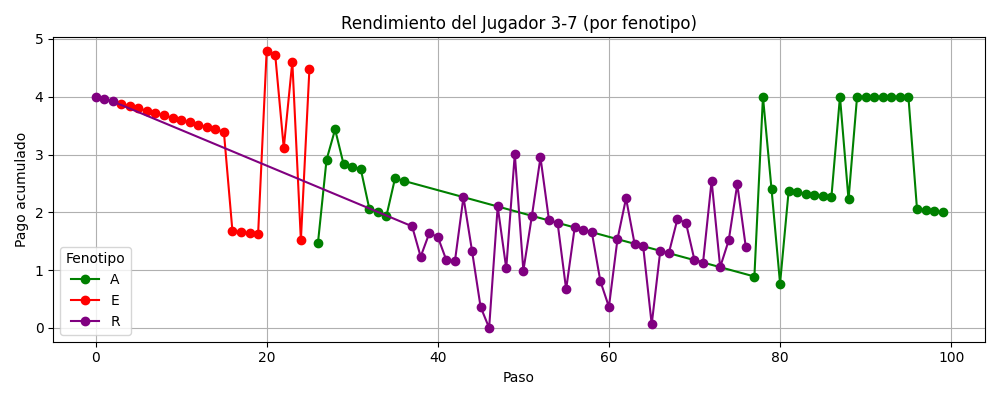 Rendimiento del Jugador 3-7 (por fenotipo)
Pago acumulado
5
4
3
2
1
0
Fenotipo
A
E
R
0 20 40 60 80 100
Paso